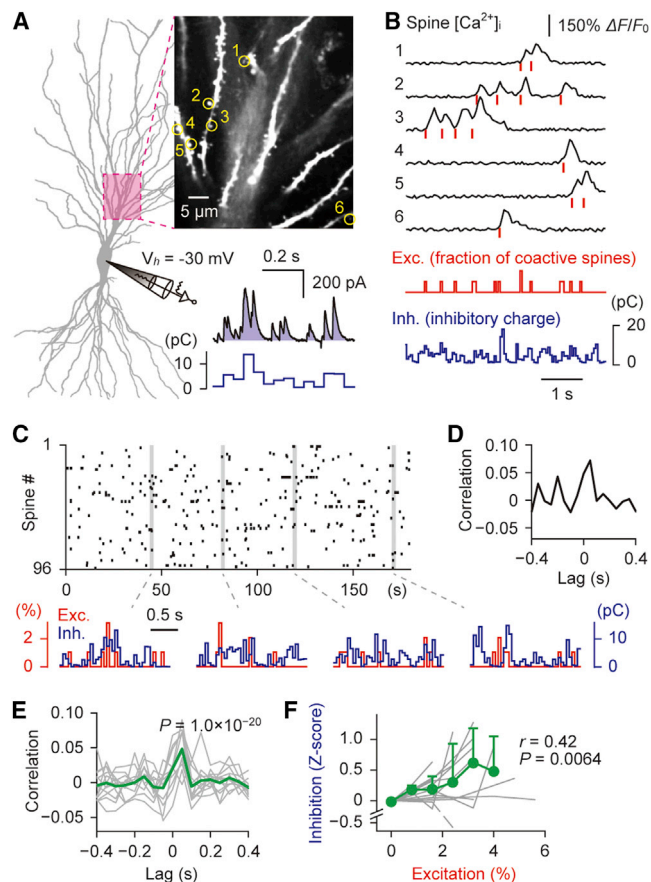 A
1
2
3
4
5
6
5 µm
Vh = -30 mV
0.2 s
200 pA
(pC)
10
0
B
Spine [Ca2+]i
150% ΔF/F0
1
2
3
4
5
6
Exc. (fraction of coactive spines)
(pC)
Inh. (inhibitory charge)
20
0
1 s
C
1
Spine #
96
0
50
100
150
(s)
(%)
Exc.
Inh.
0.5 s
(pC)
2
0
10
0
D
0.10
0.05
0
−0.05
Correlation
-0.4
0
0.4
Lag (s)
E
P = 1.0×10−20
0.10
0.05
0
−0.05
Correlation
−0.4
−0.2
0
0.2
0.4
Lag (s)
F
r = 0.42
P = 0.0064
Inhibition (Z-score)
1.0
0.5
0
−0.5
0
2
4
6
Excitation (%)